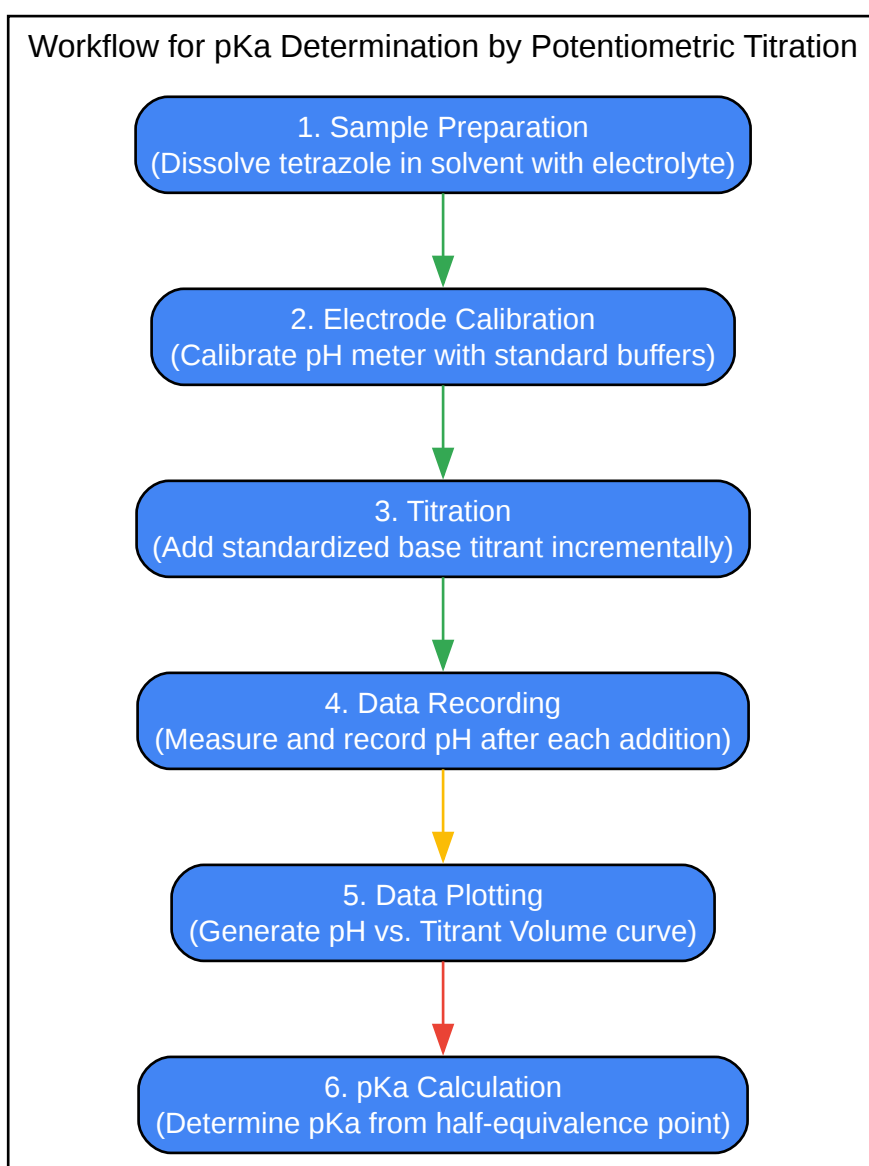 Workflow for pKa Determination by Potentiometric Titration
1. Sample Preparation
(Dissolve tetrazole in solvent with electrolyte)
2. Electrode Calibration
(Calibrate pH meter with standard buffers)
3. Titration
(Add standardized base titrant incrementally)
4. Data Recording
(Measure and record pH after each addition)
5. Data Plotting
(Generate pH vs. Titrant Volume curve)
6. pKa Calculation
(Determine pKa from half-equivalence point)